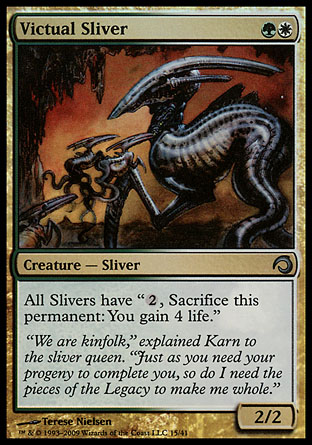 Victual Sliver
Creature — Sliver
All Slivers have “2, Sacrifice this
permanent: You gain 4 life.”
“We are kinfolk,” explained Karn to
the sliver queen. “Just as you need your
progeny to complete you, so do I need the
pieces of the Legacy to make me whole.”
Terese Nielsen
™ & © 1993–2009 Wizards of the Coast LLC 15/41
2/2